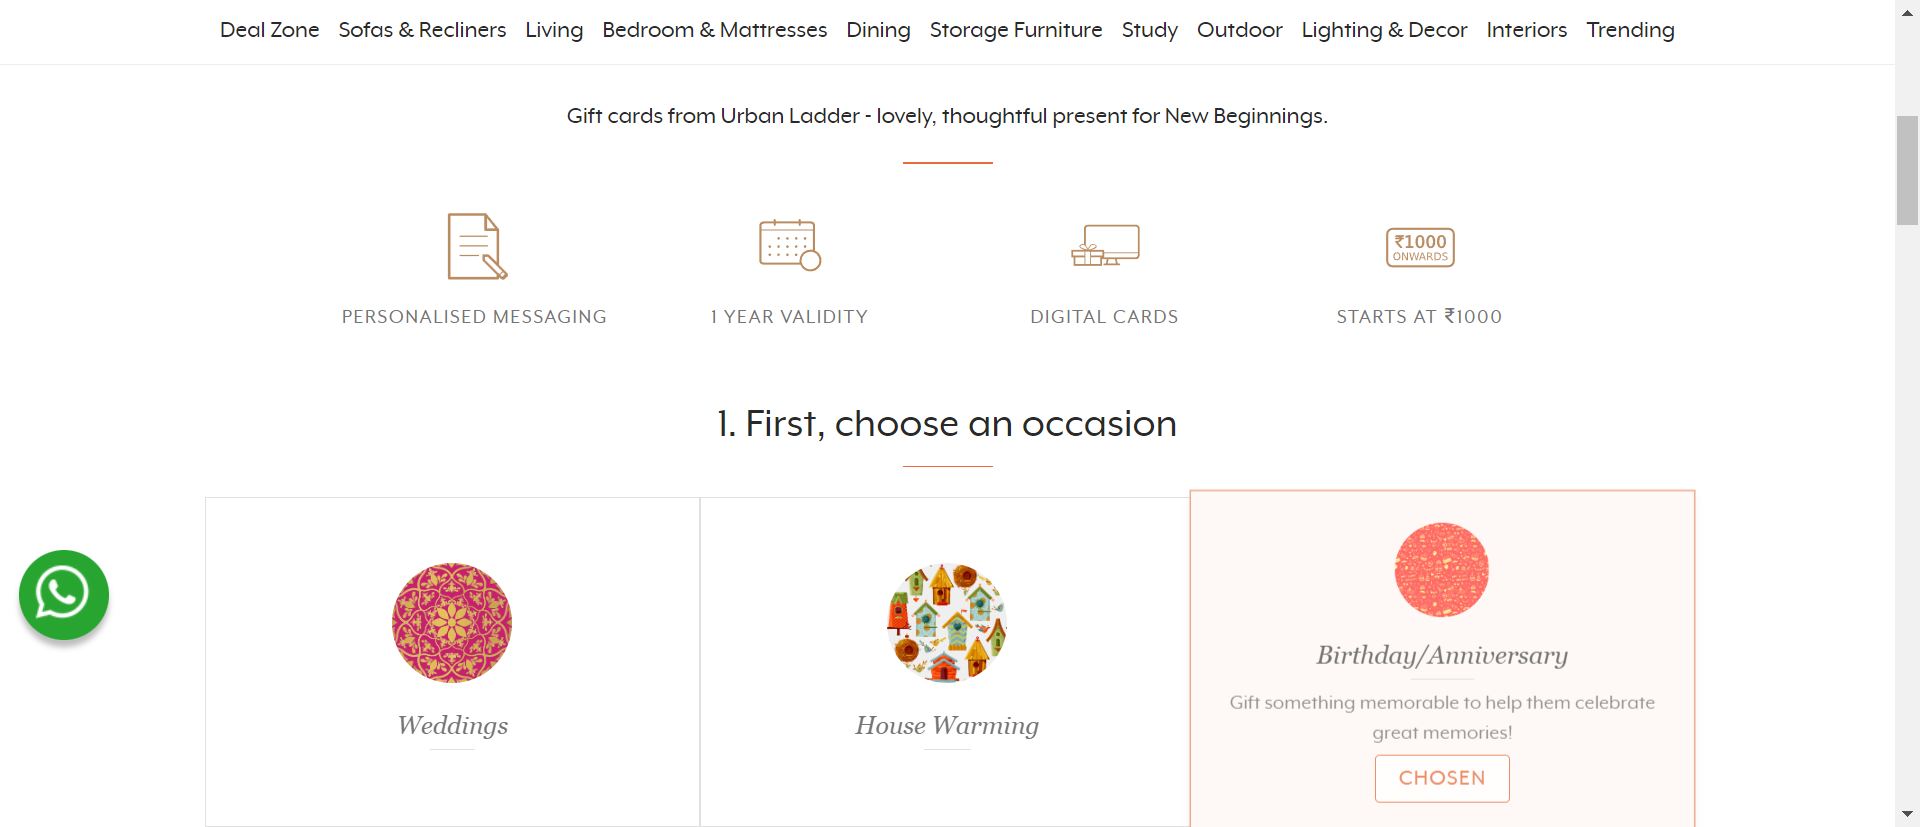 Deal Zone Sofas & Recliners Living Bedroom & Mattresses Dining Storage Furniture Study Outdoor Lighting & Decor Interiors Trending
Gift cards from Urban Ladder - lovely, thoughtful present for New Beginnings.
₹1000
ONWARDS
PERSONALISED MESSAGING 1 YEAR VALIDITY DIGITAL CARDS STARTS AT ₹1000
1. First, choose an occasion
Weddings
House Warming
Birthday/Anniversary
Gift something memorable to help them celebrate
great memories!
CHOSEN